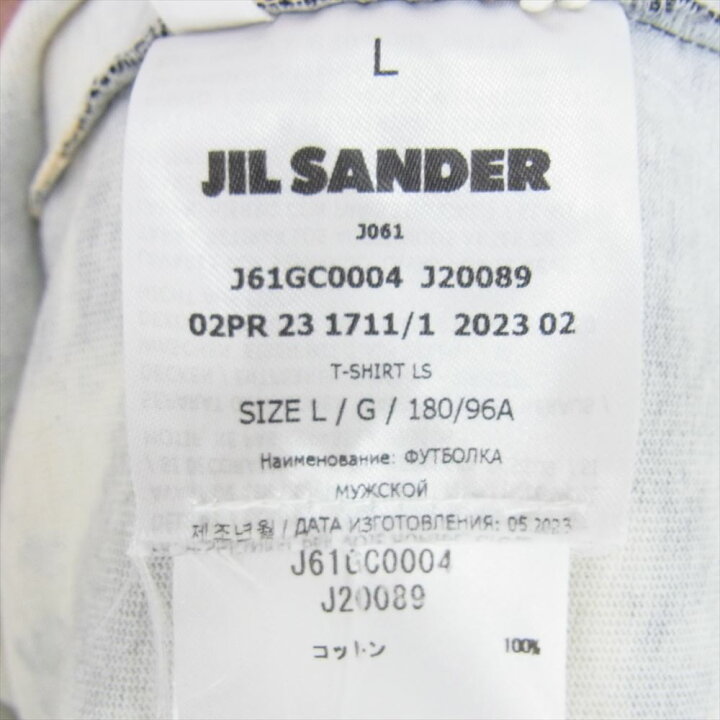 L
JIL SANDER
J061
J61GC0004 J20089
02PR 23 1711/1 2023 02
T-SHIRT LS
SIZE L / G / 180/96A
Наименование: ФУТБОЛКА
МУЖСКОЙ
제조년월 / ДАТА ИЗГОТОВЛЕНИЯ: 05 2023
J61GC0004
J20089
コットン 100%